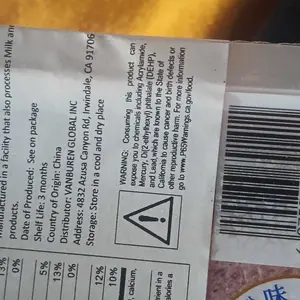 nufactured in a facility that also processes Milk and
products.
Date of Produced: See on package
Shelf Life: 3 months
Country of Origin: China
Distributor: VANBUREN GLOBAL INC
Address: 4832 Azusa Canyon Rd, Irwindale, CA 91706
Storage: Store in a cool and dry place
WARNING: Consuming this product can
expose you to chemicals including Acrylamide,
Mercury, Di(2-ethylhexyl) phthalate (DEHP),
and Lead, which are known to the State of
California to cause cancer and birth defects or
other reproductive harm. For more information
go to www.P65Warnings.ca.gov/food.
13%
0%
5%
13%
0%
12%
10%
calcium,
味